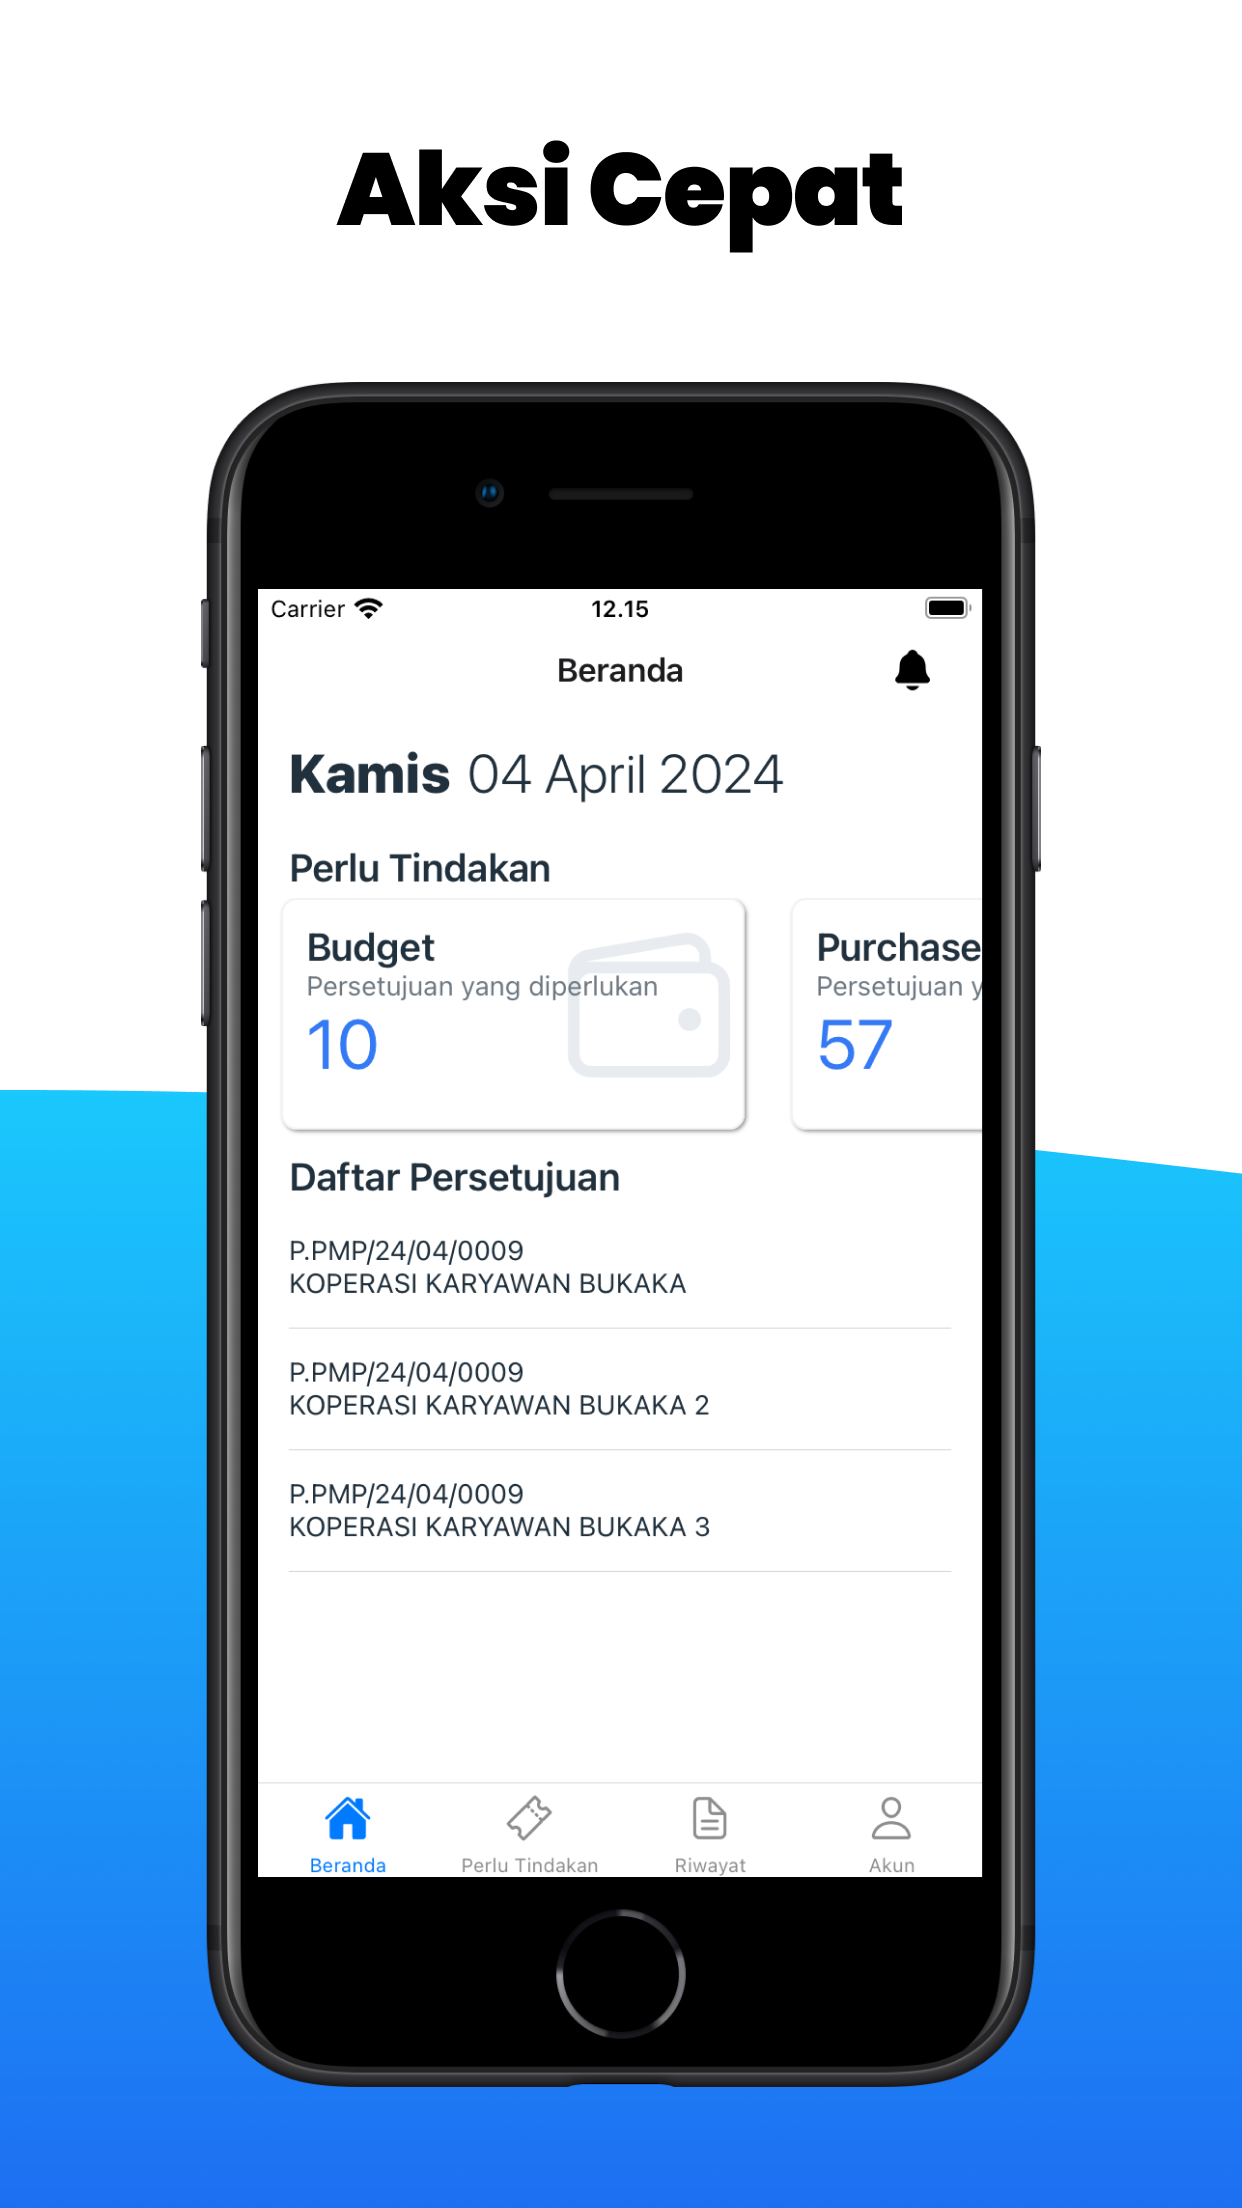 Aksi Cepat
Carrier
12.15
Beranda
Kamis 04 April 2024
Perlu Tindakan
Budget
Persetujuan yang diperlukan
10
Purchase
Persetujuan y
57
Daftar Persetujuan
P.PMP/24/04/0009
KOPERASI KARYAWAN BUKAKA
P.PMP/24/04/0009
KOPERASI KARYAWAN BUKAKA 2
P.PMP/24/04/0009
KOPERASI KARYAWAN BUKAKA 3
Beranda
Perlu Tindakan
Riwayat
Akun